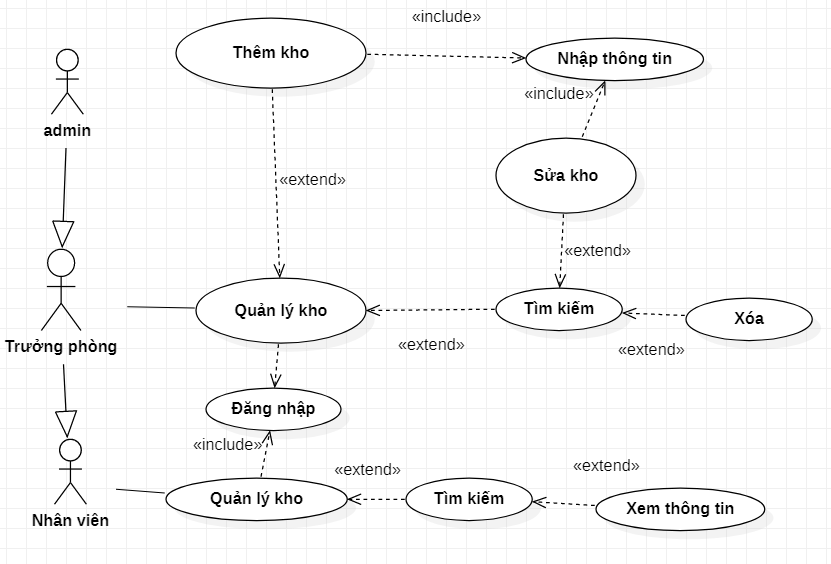 «include»
Thêm kho
Nhập thông tin
«include»
admin
Sửa kho
«extend»
«extend»
Quản lý kho
Tìm kiếm
Xóa
Trưởng phòng
«extend»
«extend»
Đăng nhập
«include»
«extend»
«extend»
Quản lý kho
Tìm kiếm
Xem thông tin
Nhân viên